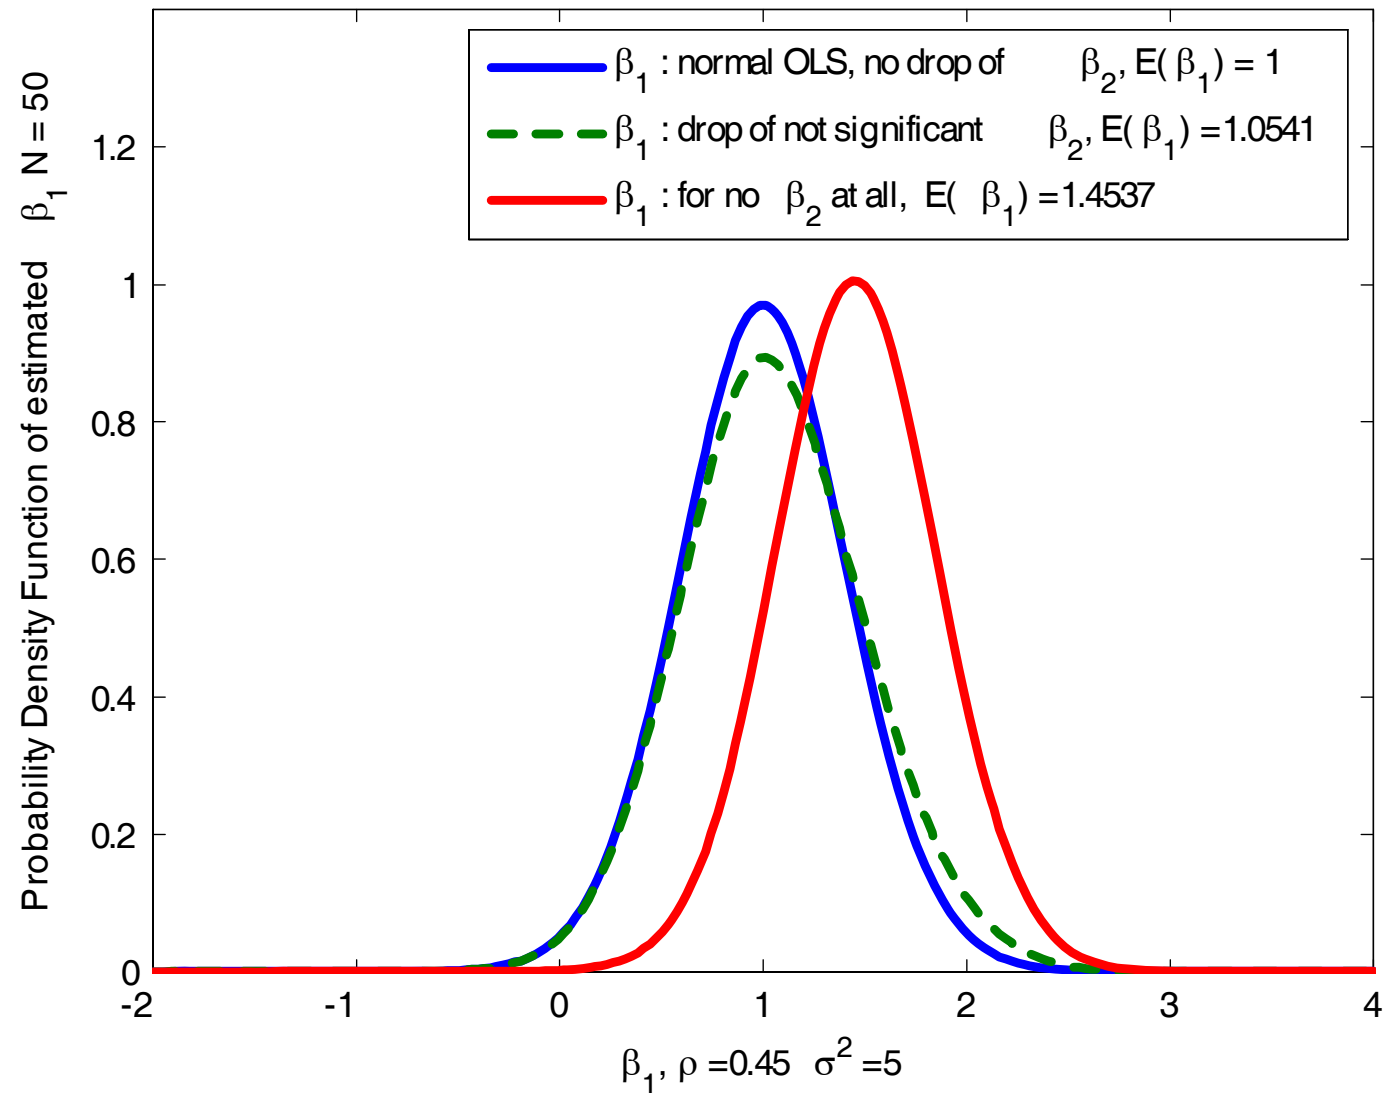 β1 : normal OLS, no drop of β2, E( β1) = 1
β1 : drop of not significant β2, E( β1) =1.0541
β1 : for no β2 at all, E( β1) =1.4537
Probability Density Function of estimated β1 N = 50
1.2
1
0.8
0.6
0.4
0.2
0
-2 -1 0 1 2 3 4
β1, ρ =0.45 σ2 =5